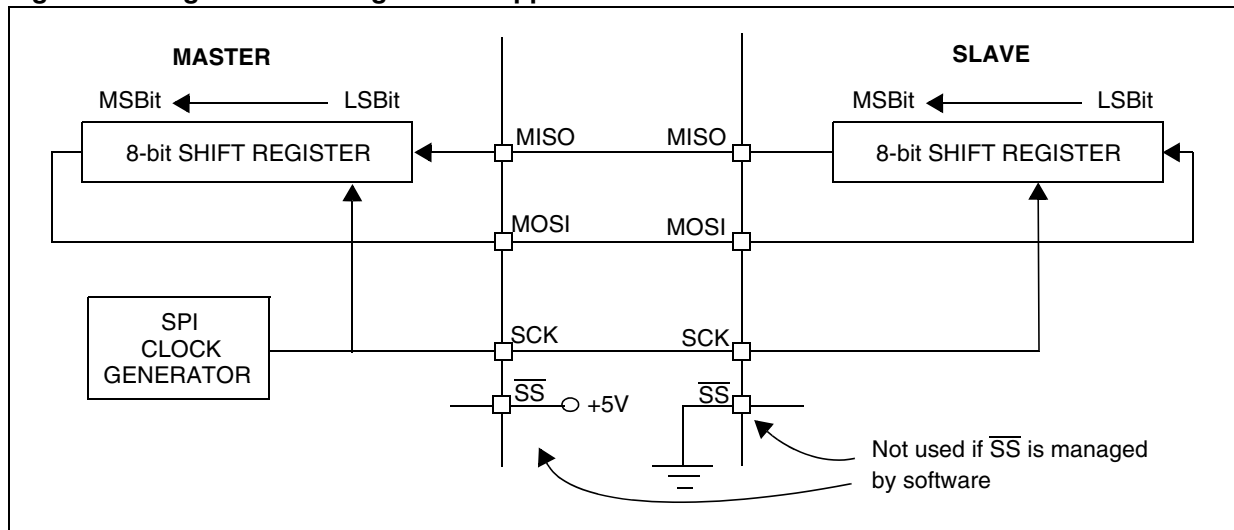 MASTER
SLAVE
MSBit LSBit
MSBit LSBit
8-bit SHIFT REGISTER
MISO
MISO
8-bit SHIFT REGISTER
MOSI
MOSI
SPI
CLOCK
GENERATOR
SCK
SCK
SS
+5V
SS
Not used if SS is managed
by software